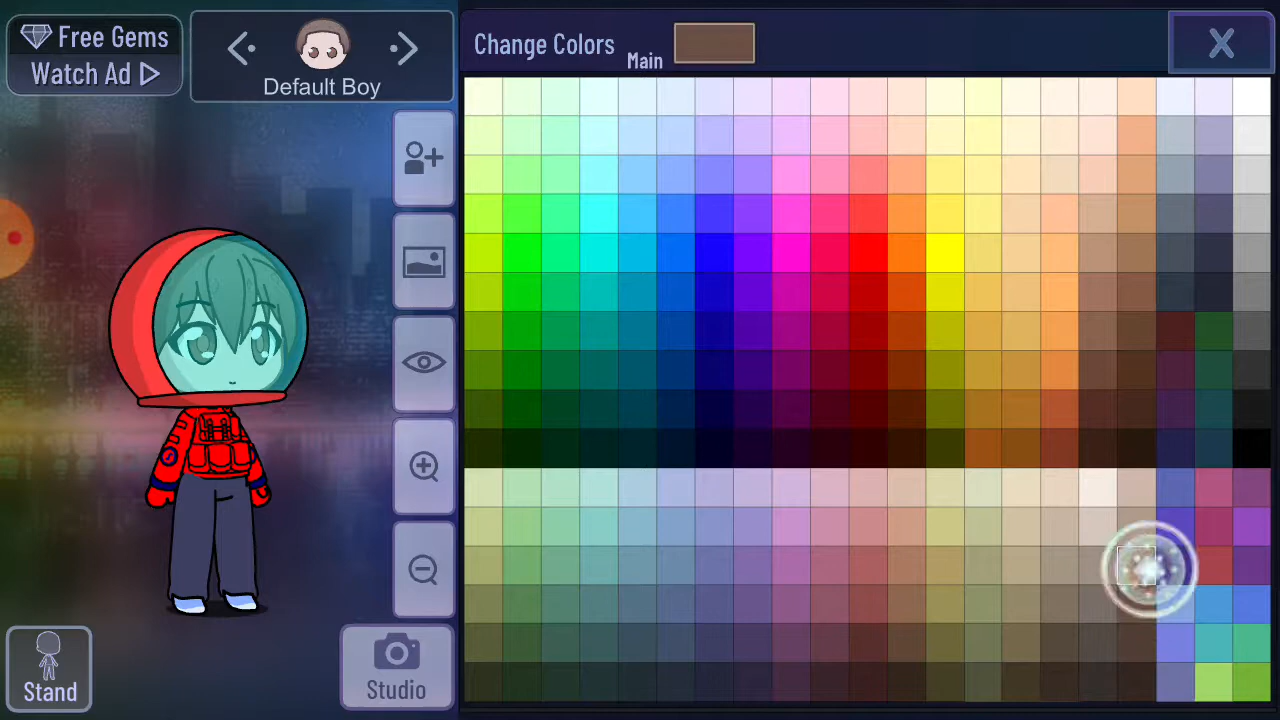 Free Gems
Watch Ad
Default Boy
Change Colors
Main
X
Stand
Studio